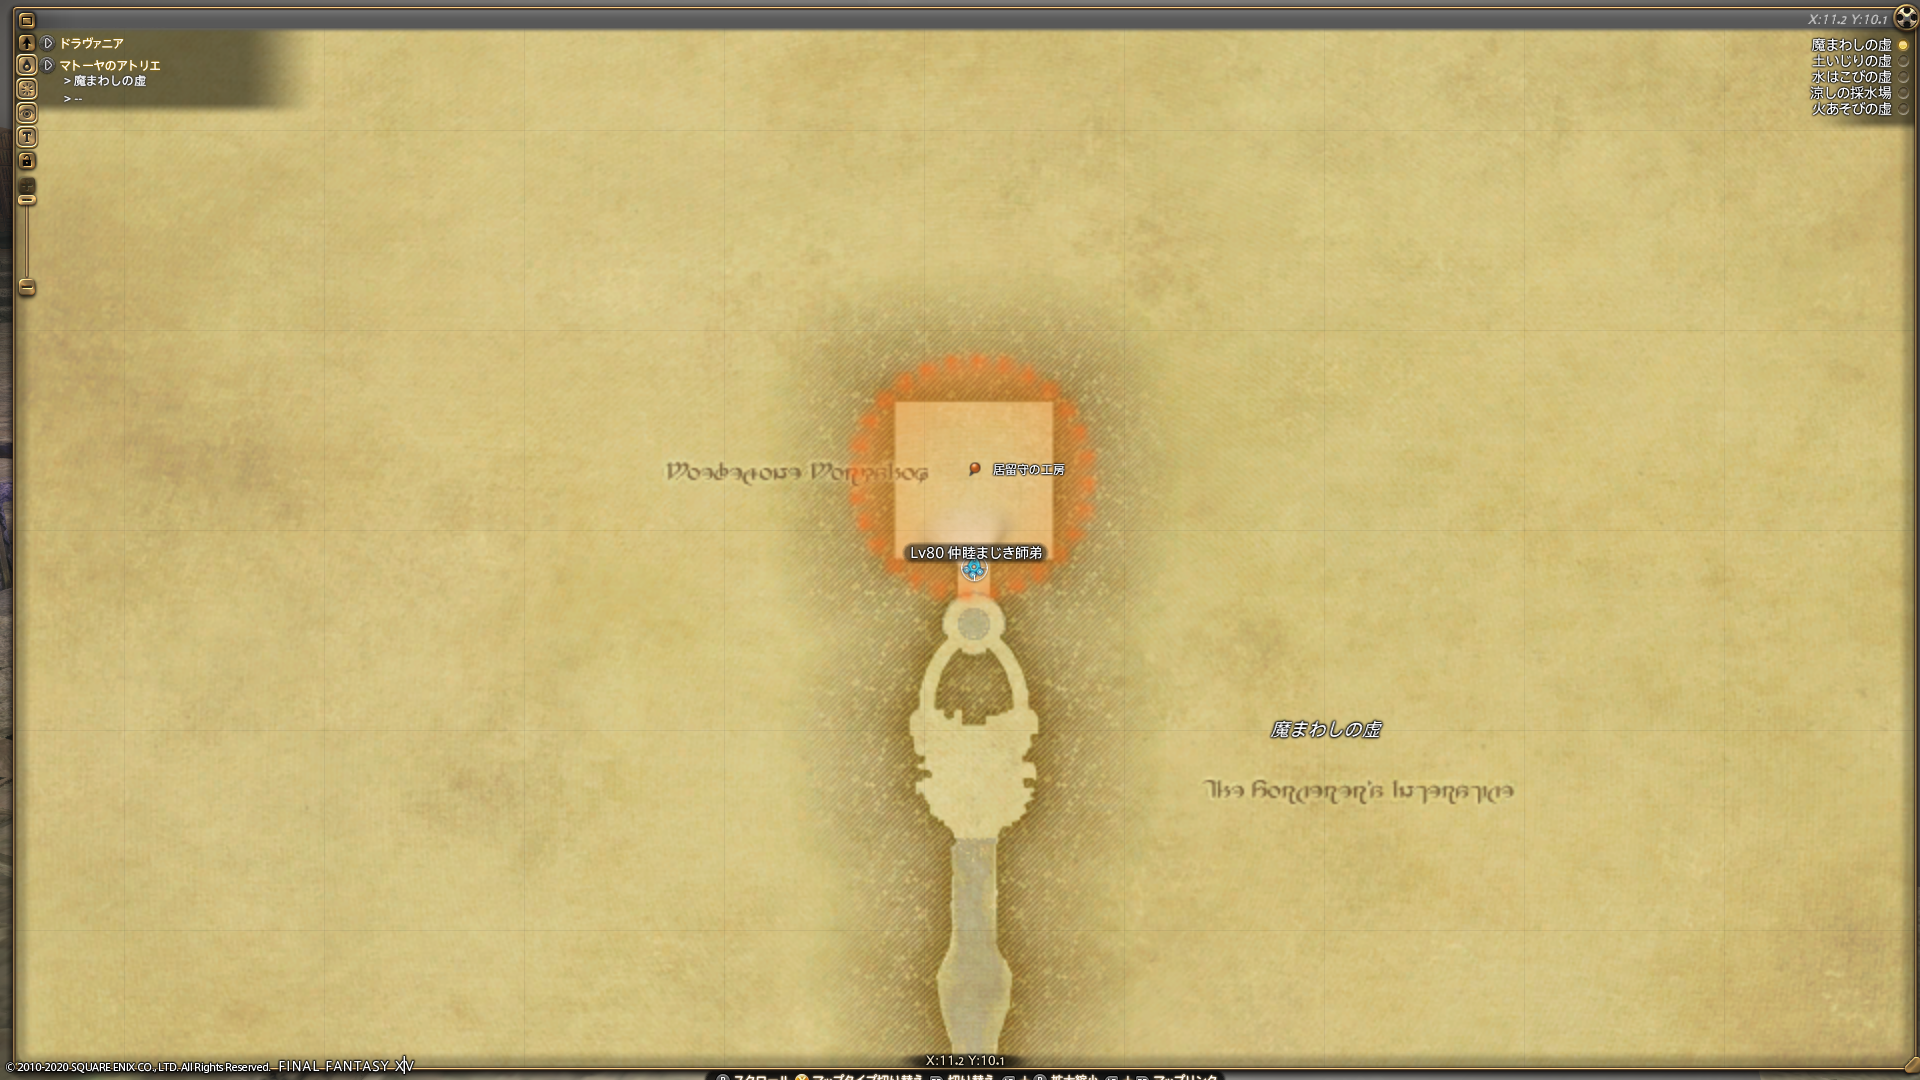 X:11.2 Y:10.1
ドラヴァニア
マトーヤのアトリエ
> 魔まわしの虚
> --
魔まわしの虚
土いじりの虚
水はこびの虚
涼しの採水場
火あそびの虚
居留守の工房
Lv80 仲睦まじき師弟
魔まわしの虚
X:11.2 Y:10.1
© 2010-2020 SQUARE ENIX CO., LTD. All Rights Reserved. FINAL FANTASY XIV